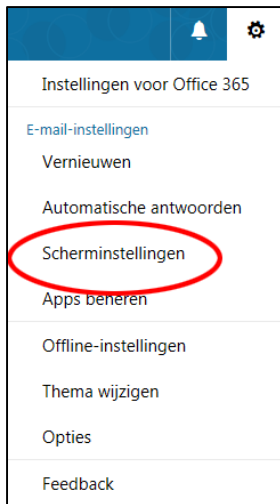 Instellingen voor Office 365
E-mail-instellingen
Vernieuwen
Automatische antwoorden
Scherminstellingen
Apps beheren
Offline-instellingen
Thema wijzigen
Opties
Feedback